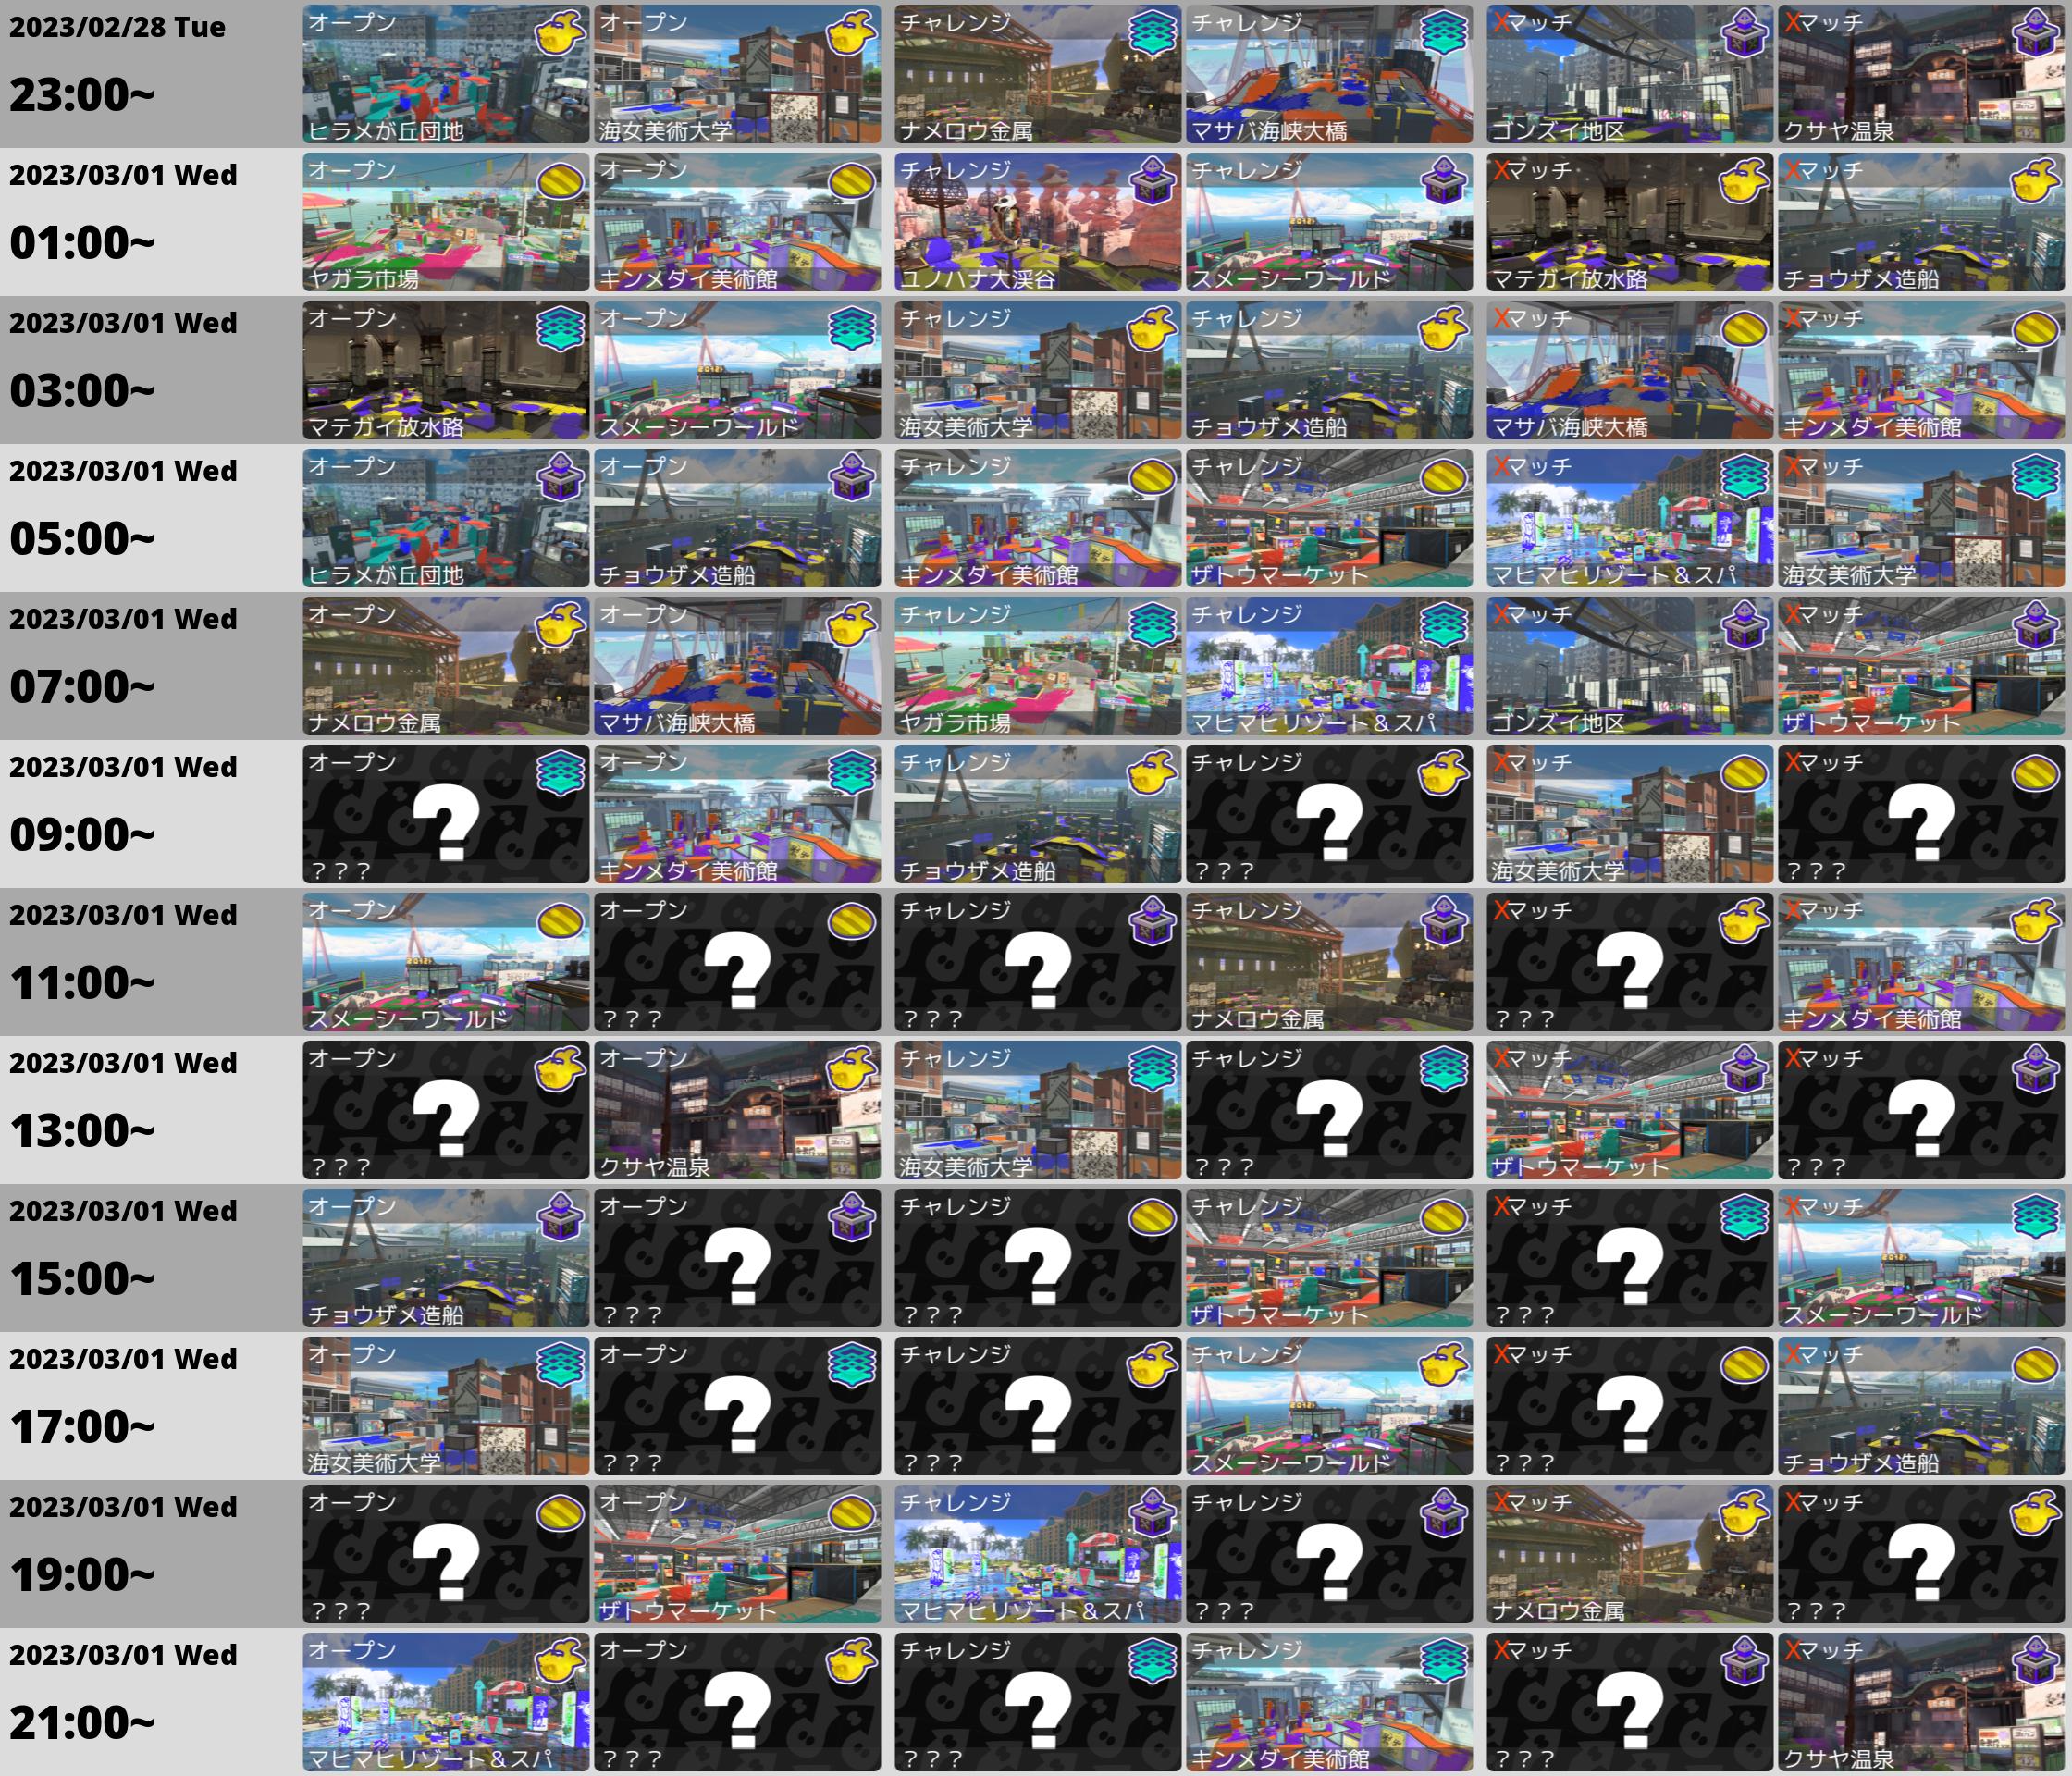 2023/02/28 Tue
23:00~
オープン オープン チャレンジ チャレンジ Xマッチ Xマッチ
ヒラメが丘団地 海女美術大学 ナメロウ金属 マサバ海峡大橋 ゴンズイ地区 クサヤ温泉
2023/03/01 Wed
01:00~
オープン オープン チャレンジ チャレンジ Xマッチ Xマッチ
ヤガラ市場 キンメダイ美術館 ユノハナ大渓谷 スメーシーワールド マテガイ放水路 チョウザメ造船
2023/03/01 Wed
03:00~
オープン オープン チャレンジ チャレンジ Xマッチ Xマッチ
マテガイ放水路 スメーシーワールド 海女美術大学 チョウザメ造船 マサバ海峡大橋 キンメダイ美術館
2023/03/01 Wed
05:00~
オープン オープン チャレンジ チャレンジ Xマッチ Xマッチ
ヒラメが丘団地 チョウザメ造船 キンメダイ美術館 ザトウマーケット マヒマヒリゾート＆スパ 海女美術大学
2023/03/01 Wed
07:00~
オープン オープン チャレンジ チャレンジ Xマッチ Xマッチ
ナメロウ金属 マサバ海峡大橋 ヤガラ市場 マヒマヒリゾート＆スパ ゴンズイ地区 ザトウマーケット
2023/03/01 Wed
09:00~
オープン オープン チャレンジ チャレンジ Xマッチ Xマッチ
？？？ キンメダイ美術館 チョウザメ造船 ？？？ 海女美術大学 ？？？
2023/03/01 Wed
11:00~
オープン オープン チャレンジ チャレンジ Xマッチ Xマッチ
スメーシーワールド ？？？ ？？？ ナメロウ金属 ？？？ キンメダイ美術館
2023/03/01 Wed
13:00~
オープン オープン チャレンジ チャレンジ Xマッチ Xマッチ
？？？ クサヤ温泉 海女美術大学 ？？？ ザトウマーケット ？？？
2023/03/01 Wed
15:00~
オープン オープン チャレンジ チャレンジ Xマッチ Xマッチ
チョウザメ造船 ？？？ ？？？ ザトウマーケット ？？？ スメーシーワールド
2023/03/01 Wed
17:00~
オープン オープン チャレンジ チャレンジ Xマッチ Xマッチ
海女美術大学 ？？？ ？？？ スメーシーワールド ？？？ チョウザメ造船
2023/03/01 Wed
19:00~
オープン オープン チャレンジ チャレンジ Xマッチ Xマッチ
？？？ ザトウマーケット マヒマヒリゾート＆スパ ？？？ ナメロウ金属 ？？？
2023/03/01 Wed
21:00~
オープン オープン チャレンジ チャレンジ Xマッチ Xマッチ
マヒマヒリゾート＆スパ ？？？ ？？？ キンメダイ美術館 ？？？ クサヤ温泉